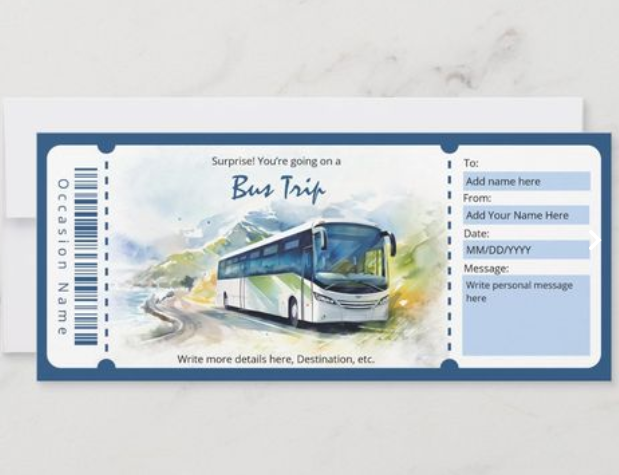 Occasion Name
Surprise! You're going on a
Bus Trip
Write more details here, Destination, etc.
To:
Add name here
From:
Add Your Name Here
Date:
MM/DD/YYYY
Message:
Write personal message
here